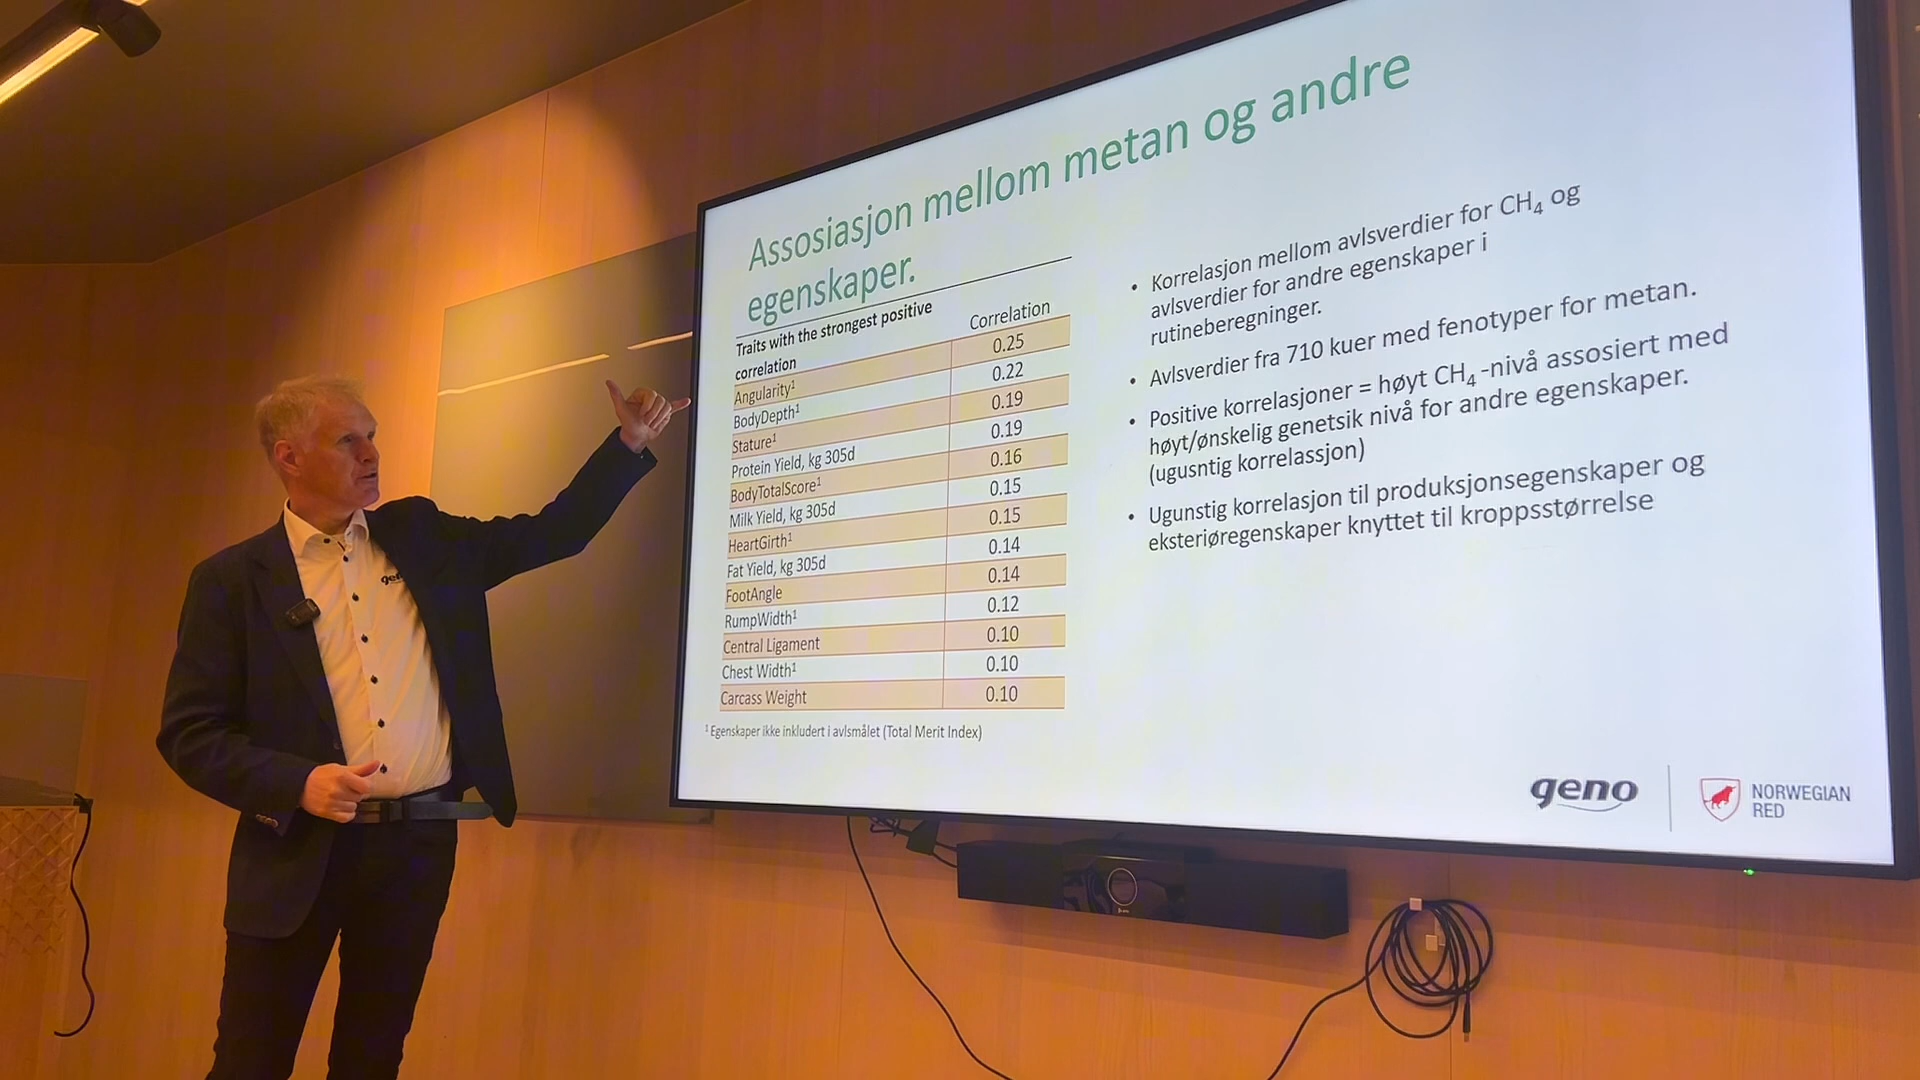 Assosiasjon mellom metan og andre
egenskaper.
Traits with the strongest positive
correlation
Correlation
Angularity¹ 0.25
BodyDepth¹ 0.22
Stature¹ 0.19
Protein Yield, kg 305d 0.19
BodyTotalScore¹ 0.16
Milk Yield, kg 305d 0.15
HeartGirth¹ 0.15
Fat Yield, kg 305d 0.14
FootAngle 0.14
RumpWidth¹ 0.12
Central Ligament 0.10
Chest Width¹ 0.10
Carcass Weight 0.10
¹ Egenskaper ikke inkludert i avlsmålet (Total Merit Index)
• Korrelasjon mellom avlsverdier for CH₄ og
avlsverdier for andre egenskaper i
rutineberegninger.
• Avlsverdier fra 710 kuer med fenotyper for metan.
• Positive korrelasjoner = høyt CH₄ -nivå assosiert med
høyt/ønskelig genetsik nivå for andre egenskaper.
(ugusntig korrelassjon)
• Ugunstig korrelasjon til produksjonsegenskaper og
eksteriøregenskaper knyttet til kroppsstørrelse
geno
NORWEGIAN
RED